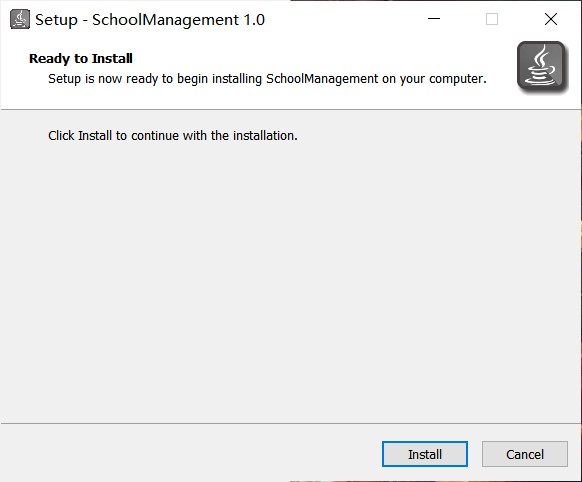 Setup - SchoolManagement 1.0
Ready to Install
Setup is now ready to begin installing SchoolManagement on your computer.
Click Install to continue with the installation.
Install
Cancel